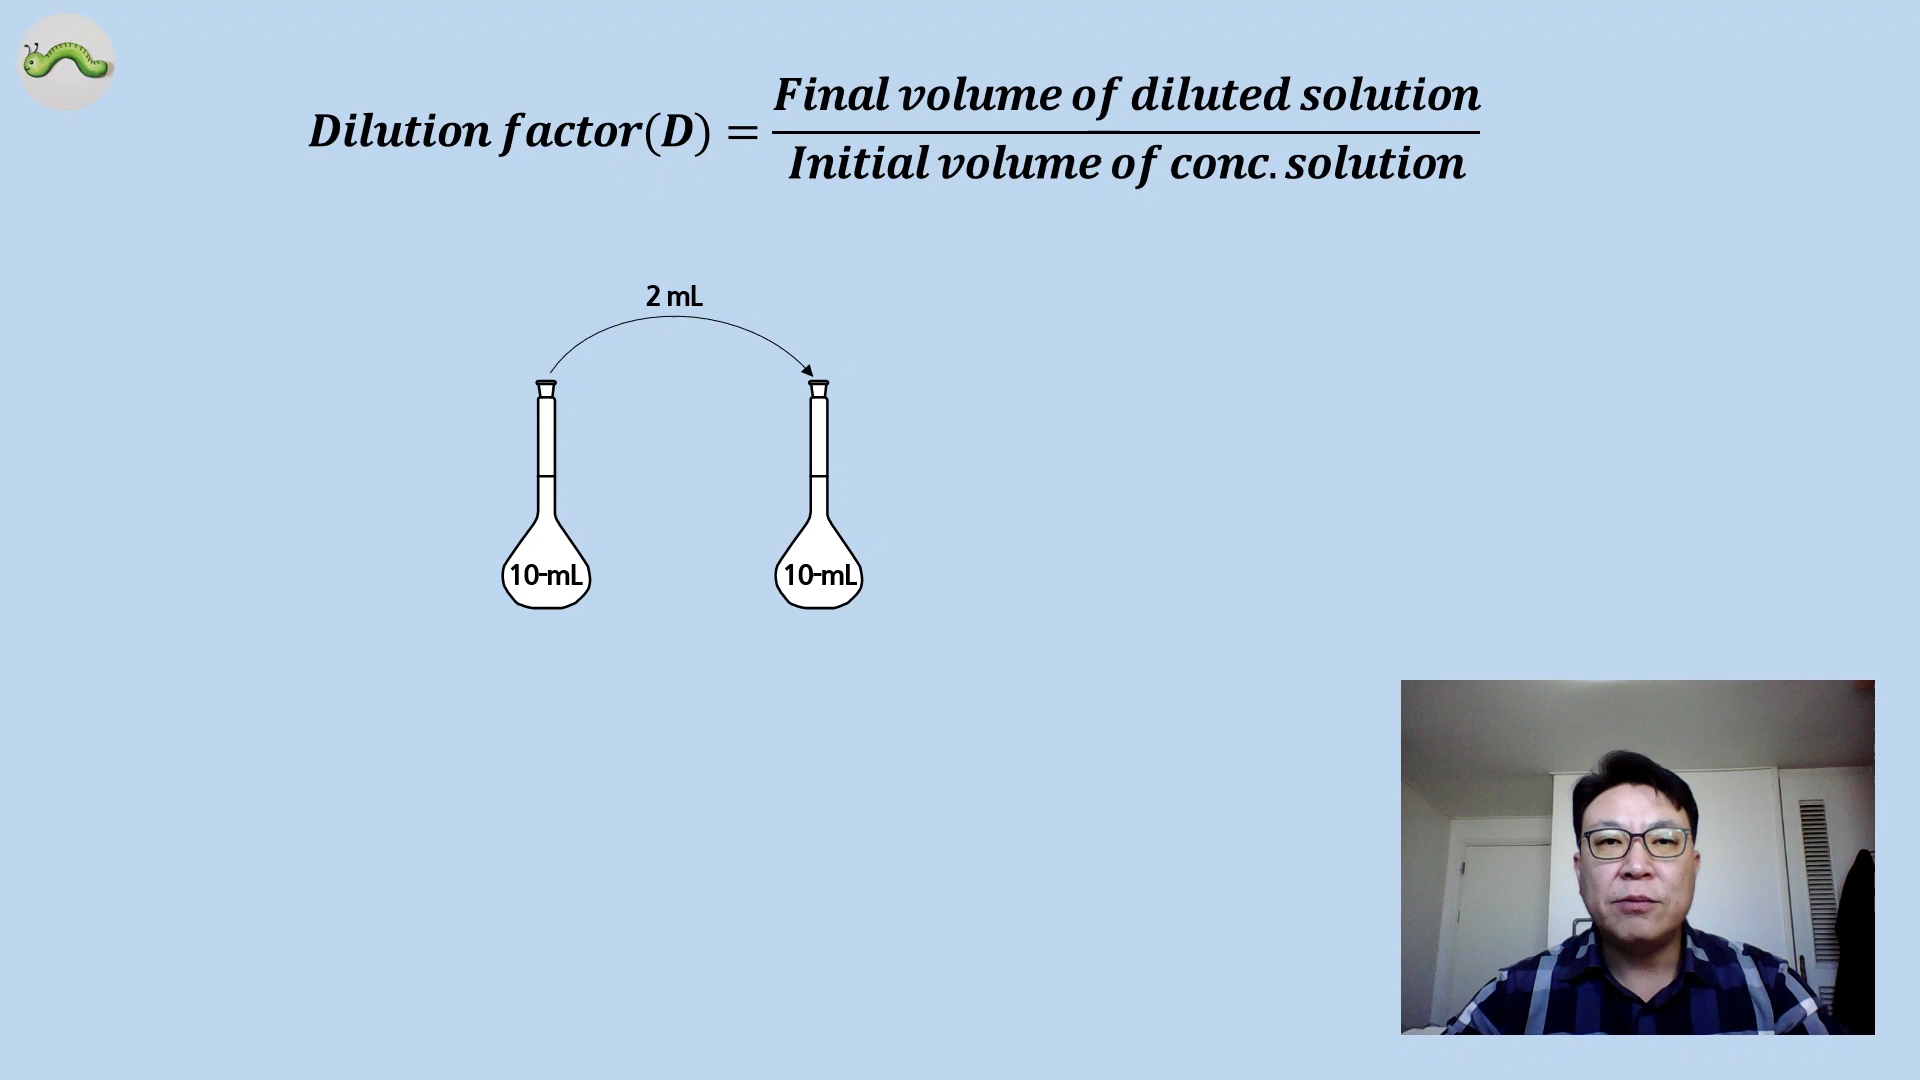 Dilution factor(D) = Final volume of diluted solution
Initial volume of conc. solution
2 mL
10-mL
10-mL